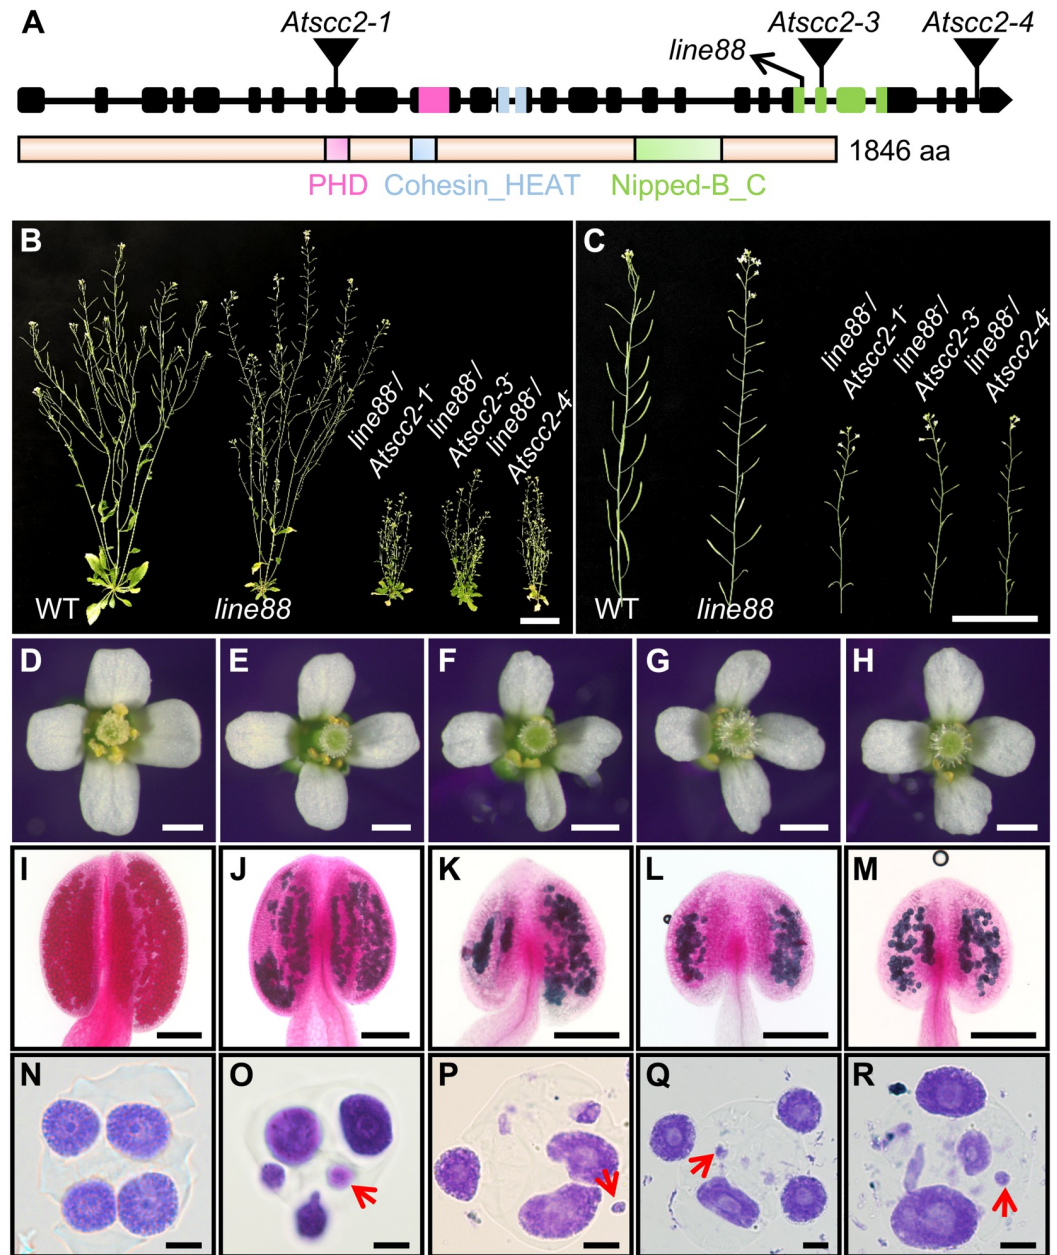 A
Atscc2-1
Atscc2-3
Atscc2-4
line88
1846 aa
PHD
Cohesin_HEAT
Nipped-B_C
B
line88-/
Atscc2-1-
line88-/
Atscc2-3-
line88-/
Atscc2-4-
WT
line88
C
line88-/
Atscc2-1-
line88-/
Atscc2-3-
line88-/
Atscc2-4-
WT
line88
D
E
F
G
H
I
J
K
L
M
N
O
P
Q
R